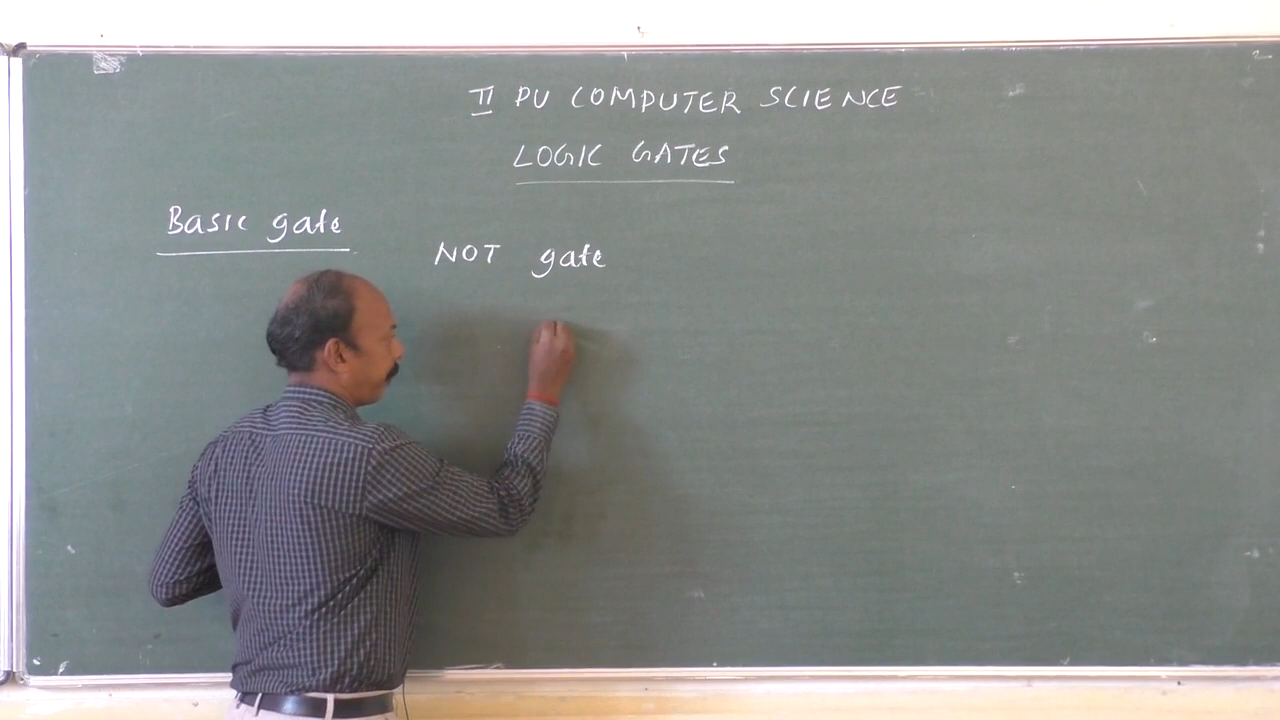 II PU COMPUTER SCIENCE
LOGIC GATES
Basic gate
NOT gate